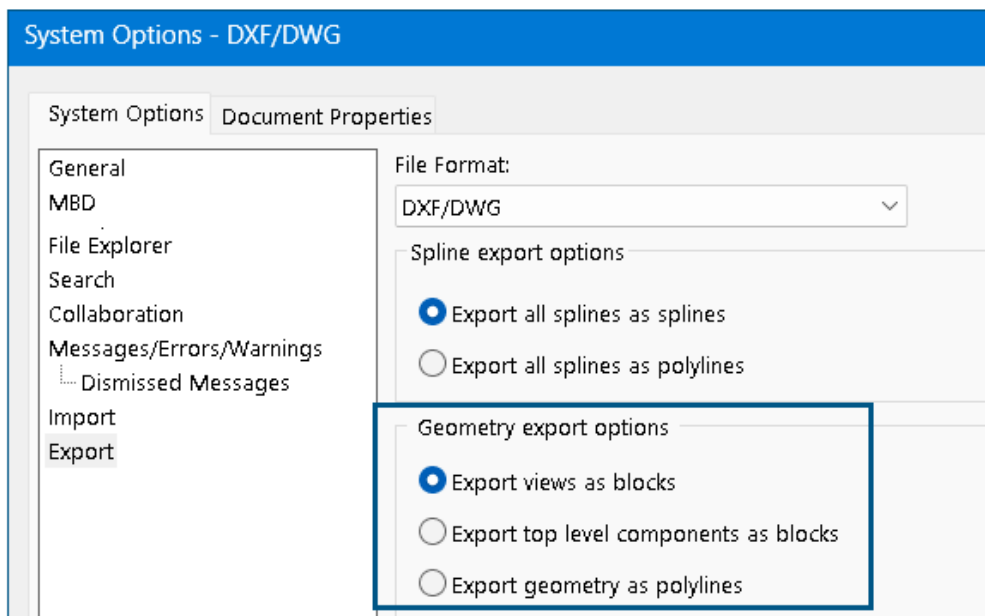 System Options - DXF/DWG
System Options
Document Properties
General
MBD
File Explorer
Search
Collaboration
Messages/Errors/Warnings
Dismissed Messages
Import
Export
File Format:
DXF/DWG
Spline export options
Export all splines as splines
Export all splines as polylines
Geometry export options
Export views as blocks
Export top level components as blocks
Export geometry as polylines